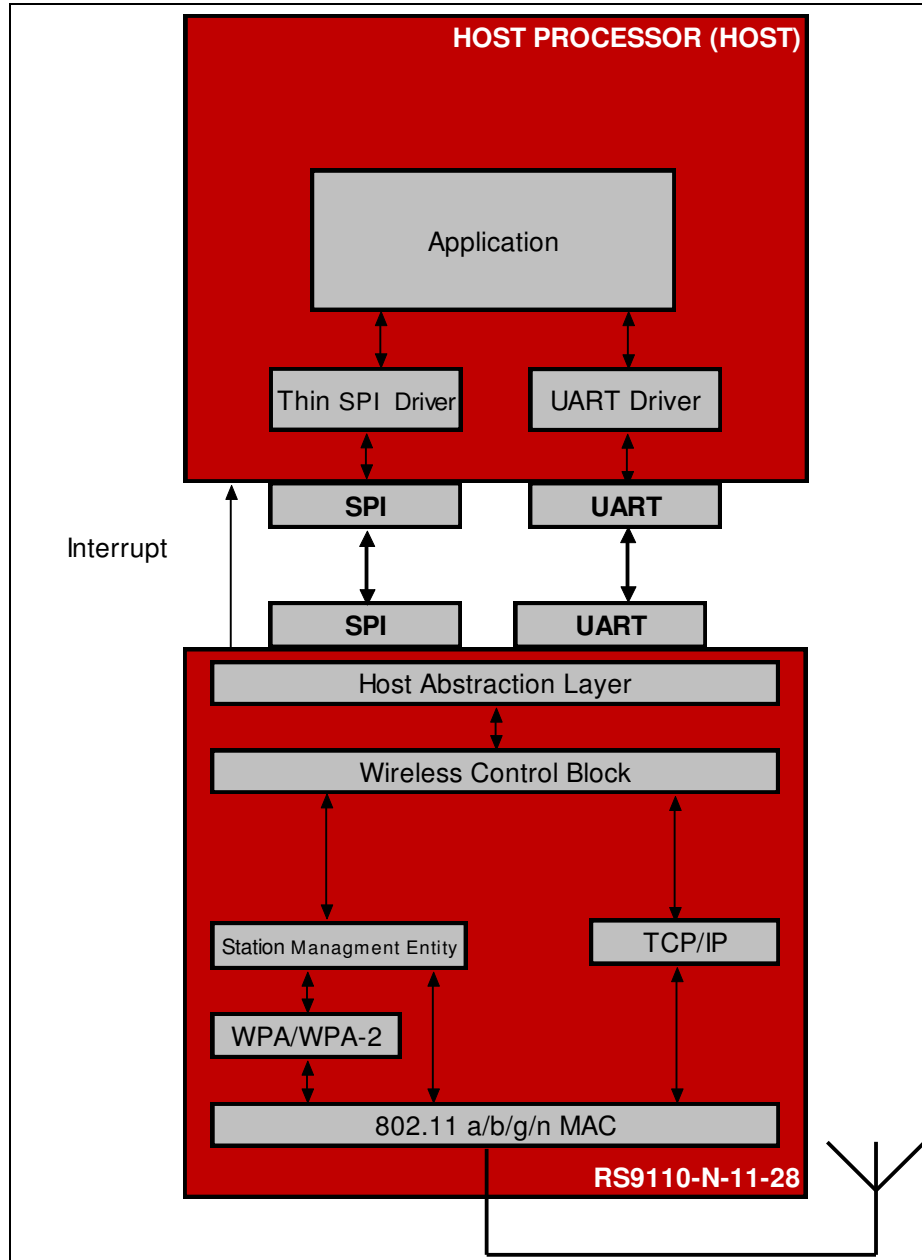 HOST PROCESSOR (HOST)
Application
Thin SPI Driver
UART Driver
SPI
UART
Interrupt
SPI
UART
Host Abstraction Layer
Wireless Control Block
Station Managment Entity
TCP/IP
WPA/WPA-2
802.11 a/b/g/n MAC
RS9110-N-11-28